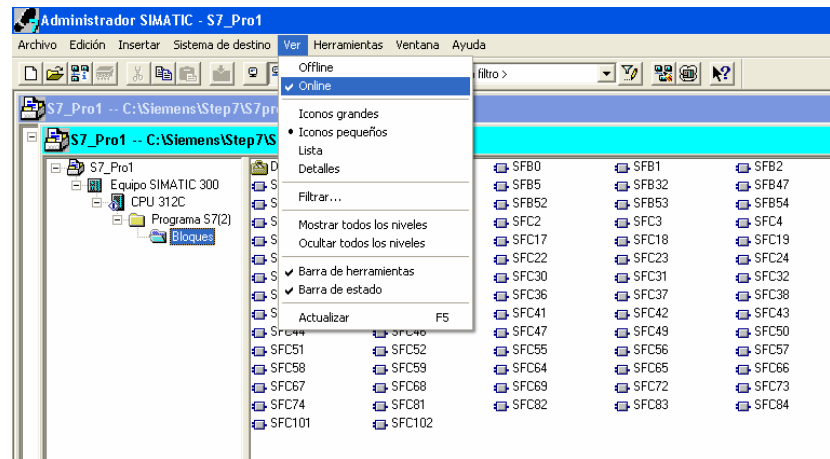 Administrador SIMATIC - S7_Pro1
Archivo Edición Insertar Sistema de destino Ver Herramientas Ventana Ayuda
filtro >
S7_Pro1 -- C:\Siemens\Step7\S7pr
S7_Pro1 -- C:\Siemens\Step7\S
Offline
Online
Iconos grandes
Iconos pequeños
Lista
Detalles
Filtrar...
Mostrar todos los niveles
Ocultar todos los niveles
Barra de herramientas
Barra de estado
Actualizar F5
S7_Pro1
Equipo SIMATIC 300
CPU 312C
Programa S7(2)
Bloques
SFB0 SFB1 SFB2
SFB5 SFB32 SFB47
SFB52 SFB53 SFB54
SFC2 SFC3 SFC4
SFC17 SFC18 SFC19
SFC22 SFC23 SFC24
SFC30 SFC31 SFC32
SFC36 SFC37 SFC38
SFC41 SFC42 SFC43
SFC44 SFC46 SFC47 SFC49 SFC50
SFC51 SFC52 SFC55 SFC56 SFC57
SFC58 SFC59 SFC64 SFC65 SFC66
SFC67 SFC68 SFC69 SFC72 SFC73
SFC74 SFC81 SFC82 SFC83 SFC84
SFC101 SFC102